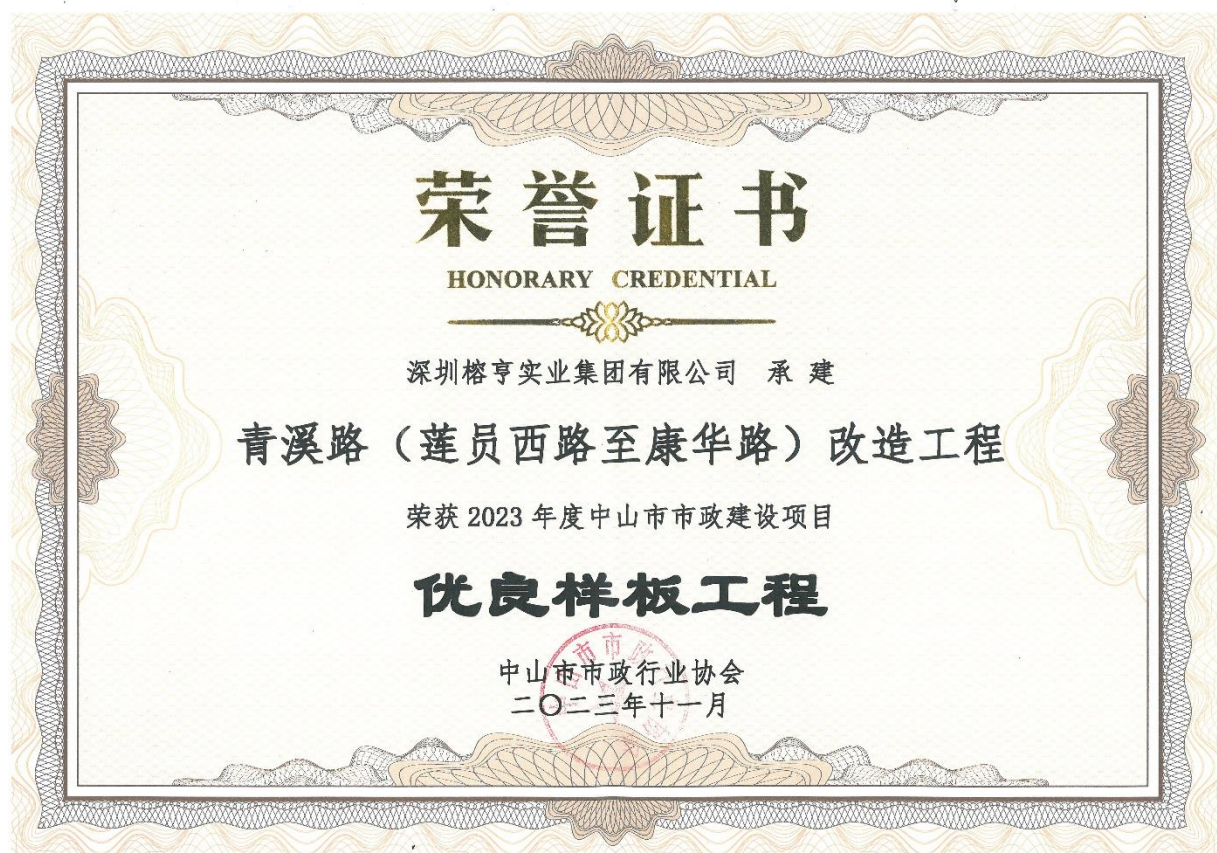 荣誉证书
HONORARY CREDENTIAL
深圳榕亨实业集团有限公司 承建
青溪路（莲员西路至康华路）改造工程
荣获 2023 年度中山市市政建设项目
优良样板工程
中山市市政行业协会
二〇二三年十一月